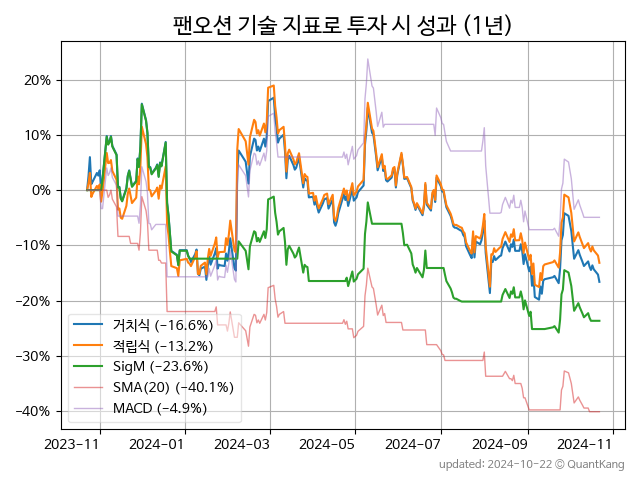 팬오션 기술 지표로 투자 시 성과 (1년)
20%
10%
0%
−10%
−20%
−30%
−40%
거치식 (−16.6%)
적립식 (−13.2%)
SigM (−23.6%)
SMA(20) (−40.1%)
MACD (−4.9%)
2023-11
2024-01
2024-03
2024-05
2024-07
2024-09
2024-11
updated: 2024-10-22 © QuantKang